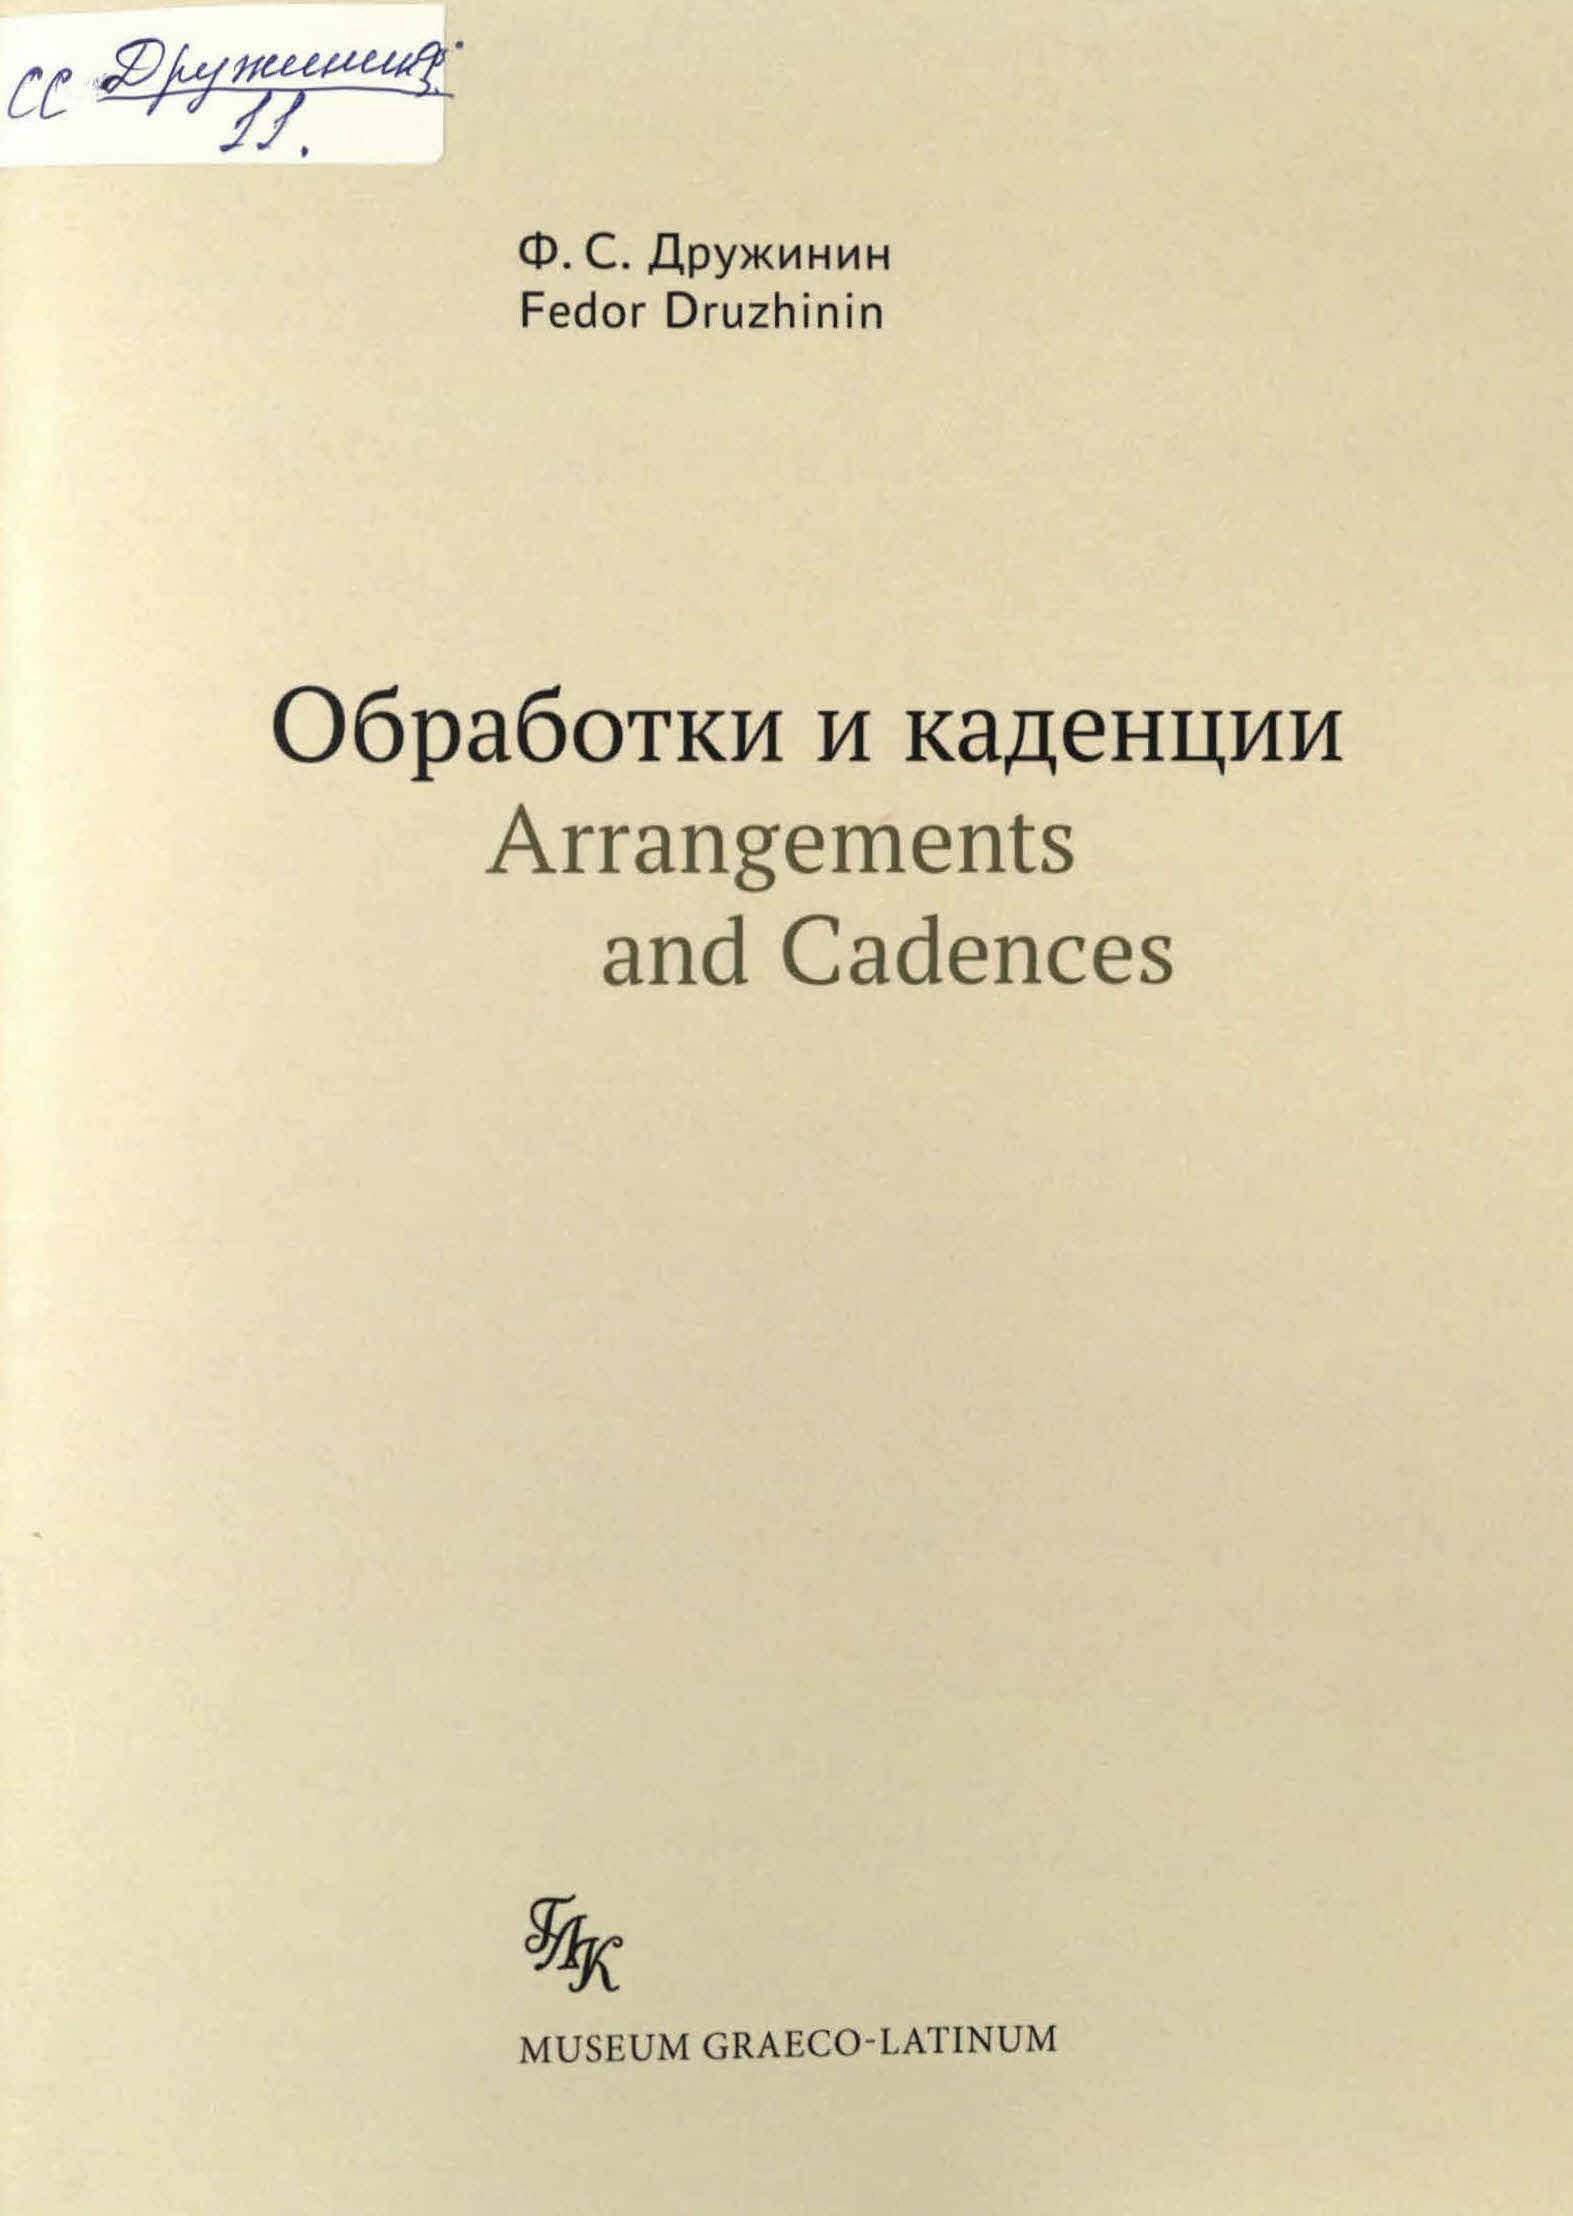 СС Дружинин Ф.
11.
Ф. С. Дружинин
Fedor Druzhinin
Обработки и каденции
Arrangements
and Cadences
ГЛК
MUSEUM GRAECO-LATINUM